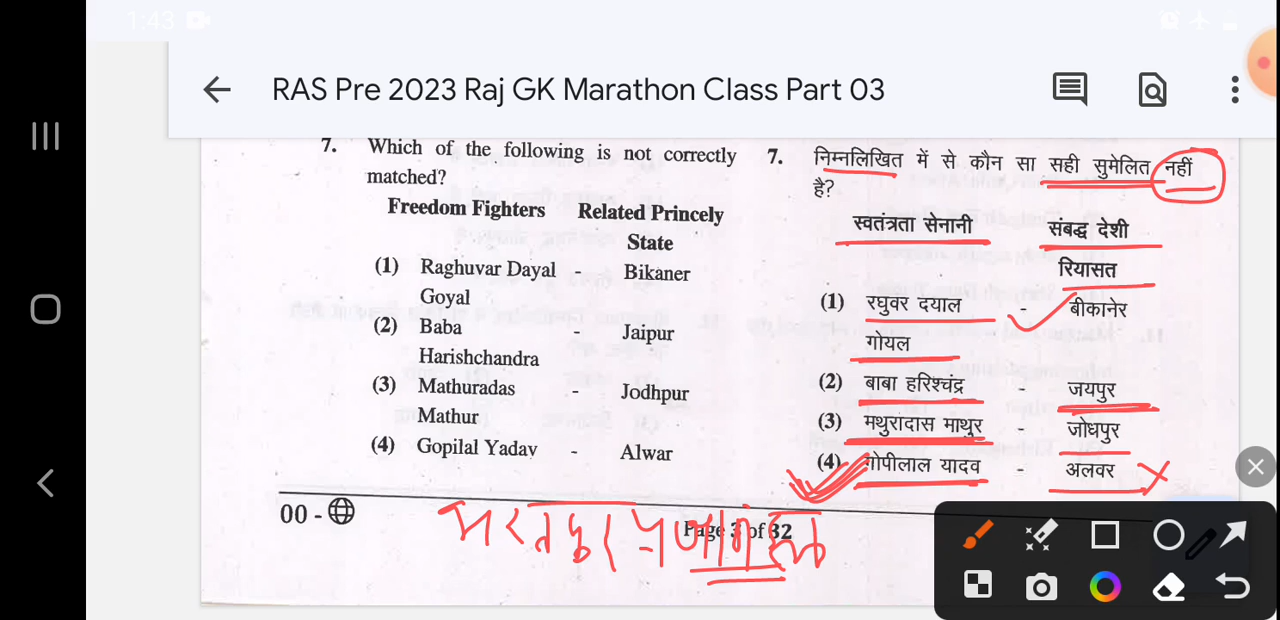 1:43
RAS Pre 2023 Raj GK Marathon Class Part 03
7. Which of the following is not correctly
matched?
Freedom Fighters Related Princely
State
(1) Raghuvar Dayal - Bikaner
Goyal
(2) Baba - Jaipur
Harishchandra
(3) Mathuradas - Jodhpur
Mathur
(4) Gopilal Yadav - Alwar
7. निम्नलिखित में से कौन सा सही सुमेलित नहीं
है?
स्वतंत्रता सेनानी संबद्ध देशी
रियासत
(1) रघुवर दयाल - बीकानेर
गोयल
(2) बाबा हरिश्चंद्र - जयपुर
(3) मथुरादास माथुर - जोधपुर
(4) गोपीलाल यादव - अलवर
00 -
Page 3 of 32